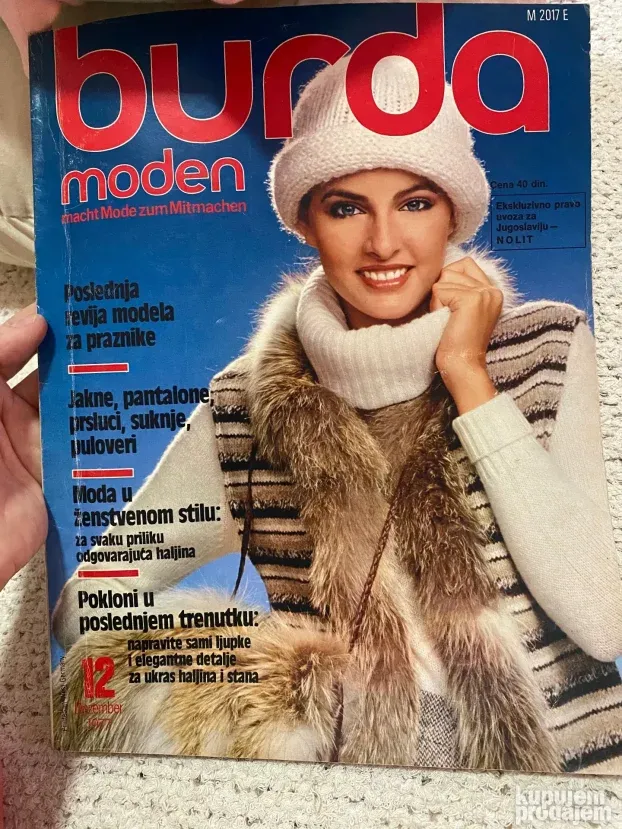 M 2017 E
burda
moden
macht Mode zum Mitmachen
Cena 40 din.
Ekskluzivno pravo
uvoza za
Jugoslaviju —
NOLIT
Poslednja
revija modela
za praznike
Jakne, pantalone,
prsluci, suknje,
puloveri
Moda u
ženstvenom stilu:
za svaku priliku
odgovarajuća haljina
Pokloni u
poslednjem trenutku:
napravite sami ljupke
i elegantne detalje
za ukras haljina i stana
12
kupujem
prodajem